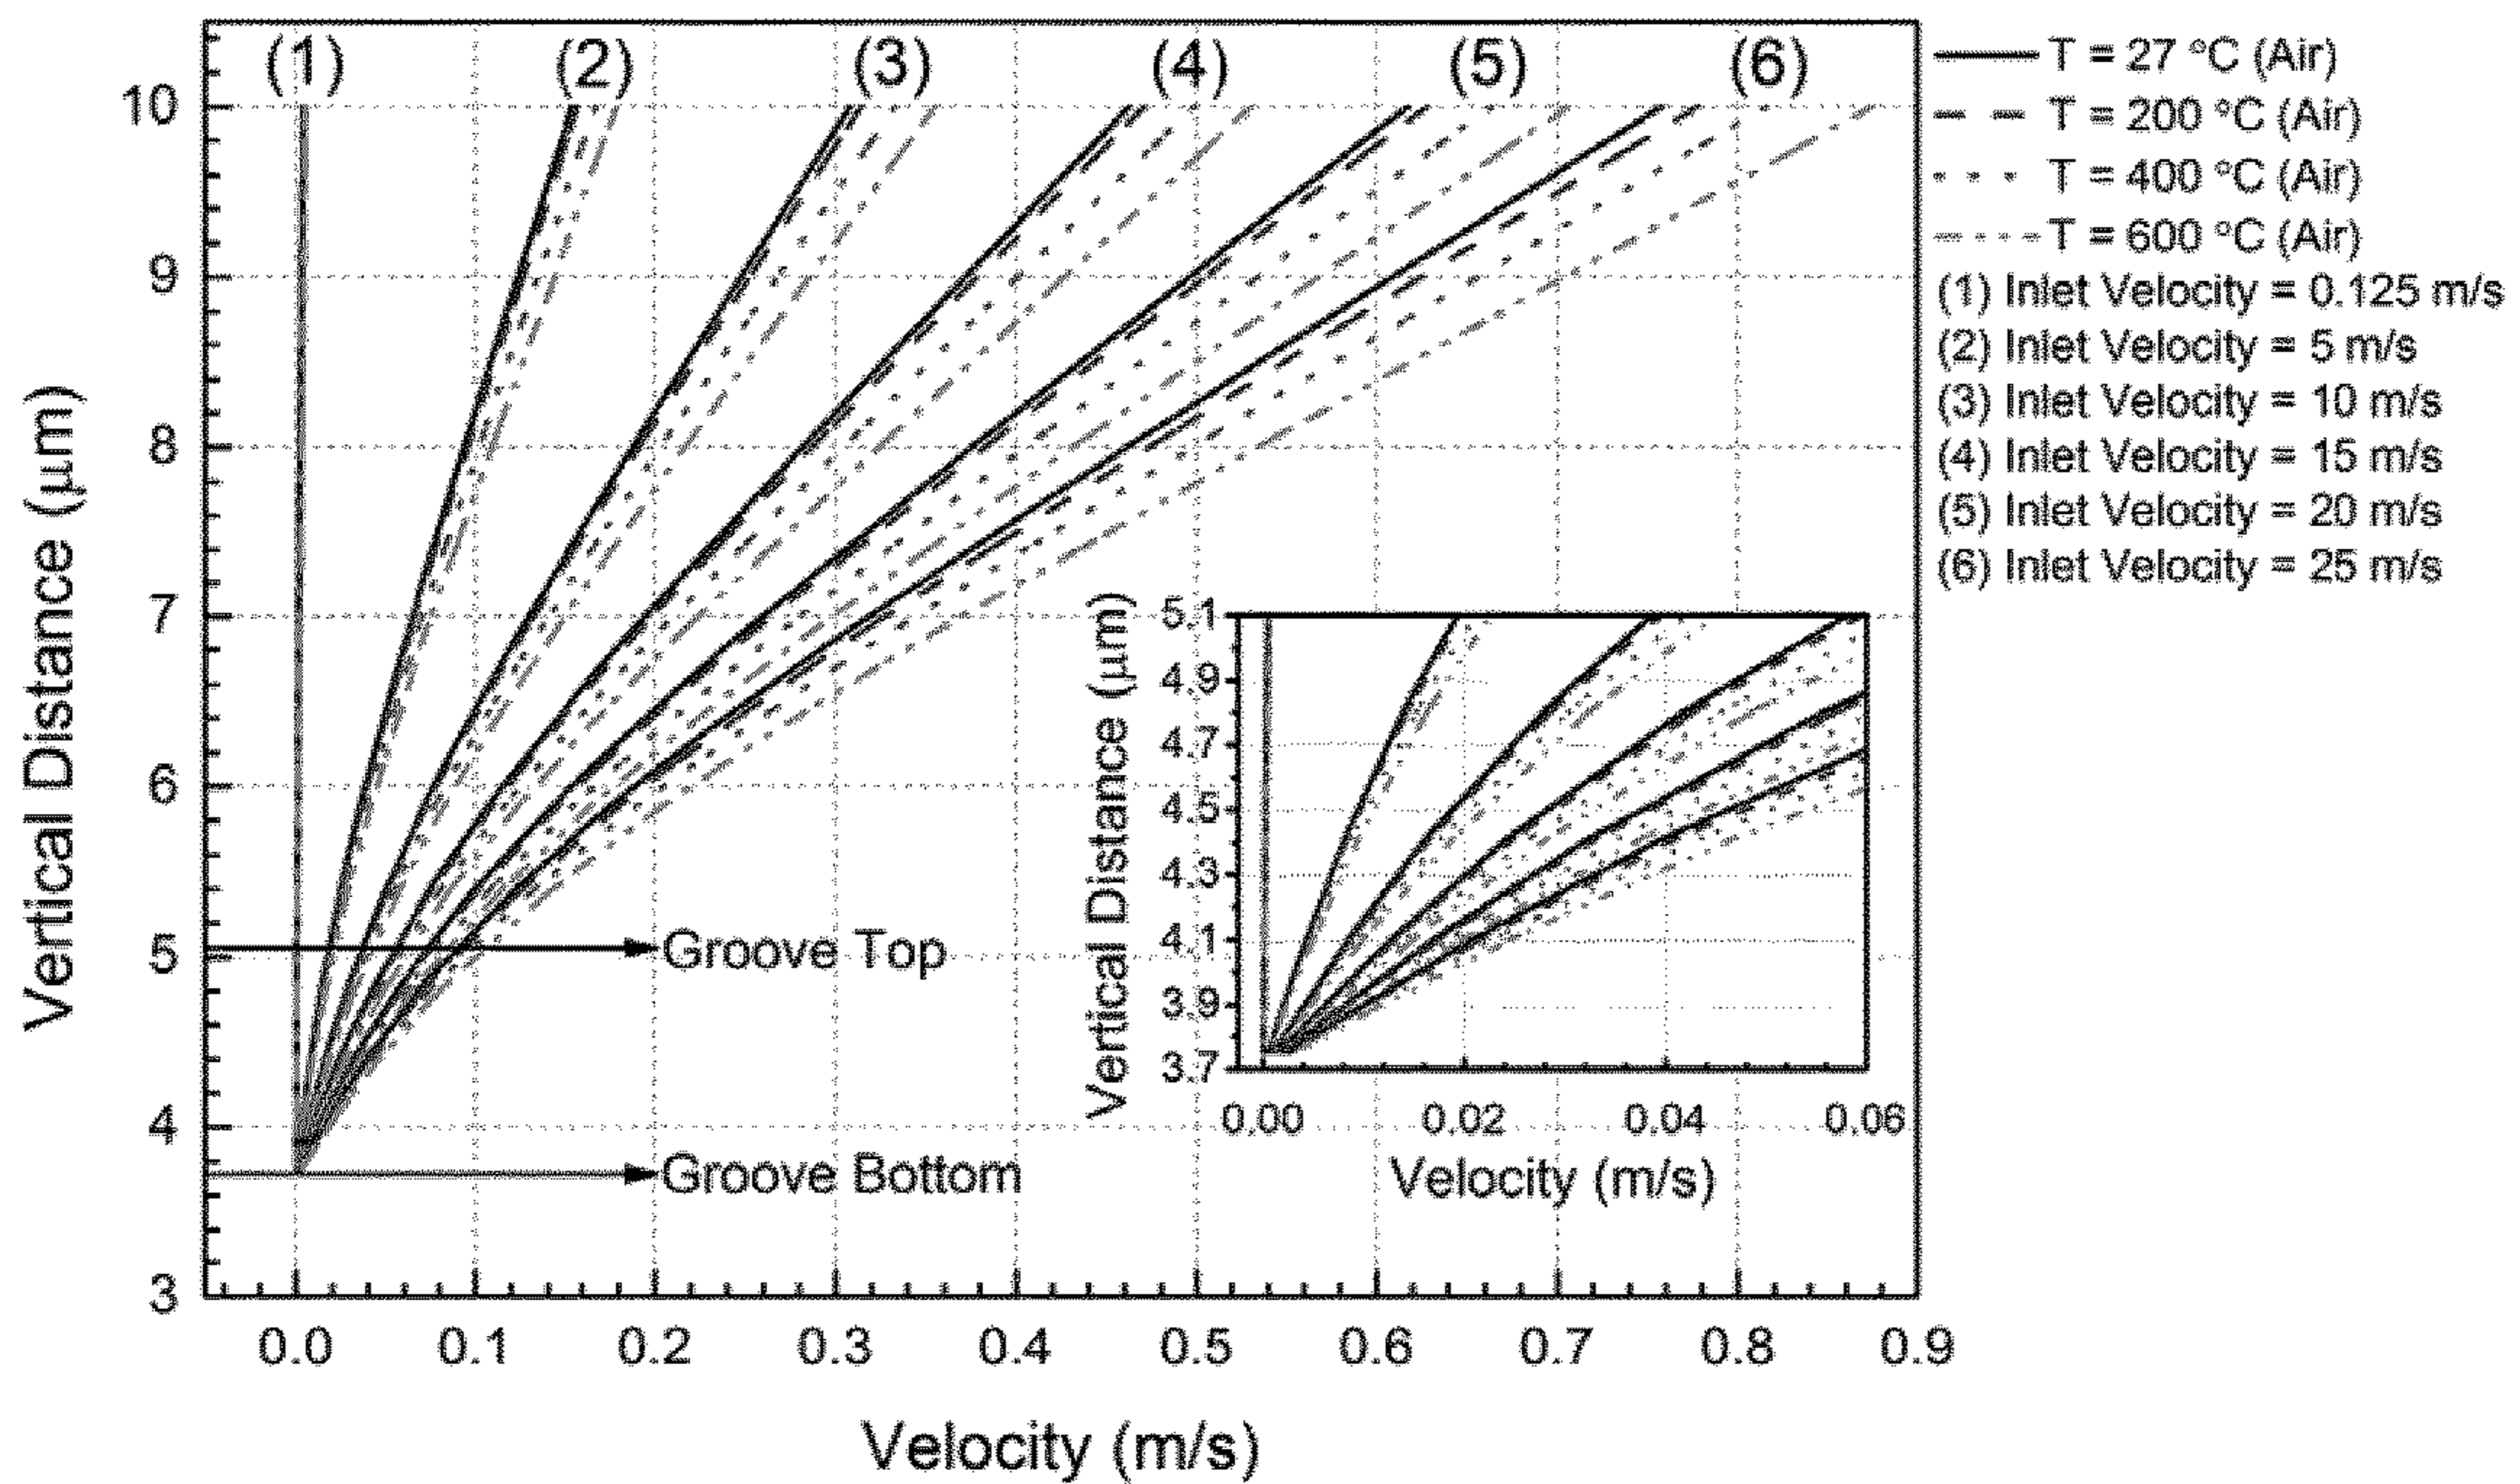 (1) (2) (3) (4) (5) (6)
T = 27 °C (Air)
T = 200 °C (Air)
T = 400 °C (Air)
T = 600 °C (Air)
(1) Inlet Velocity = 0.125 m/s
(2) Inlet Velocity = 5 m/s
(3) Inlet Velocity = 10 m/s
(4) Inlet Velocity = 15 m/s
(5) Inlet Velocity = 20 m/s
(6) Inlet Velocity = 25 m/s
Vertical Distance (µm)
10
9
8
7
6
5
4
3
Groove Top
Groove Bottom
0.0 0.1 0.2 0.3 0.4 0.5 0.6 0.7 0.8 0.9
Velocity (m/s)
Vertical Distance (µm)
5.1
4.9
4.7
4.5
4.3
4.1
3.9
3.7
0.00 0.02 0.04 0.06
Velocity (m/s)